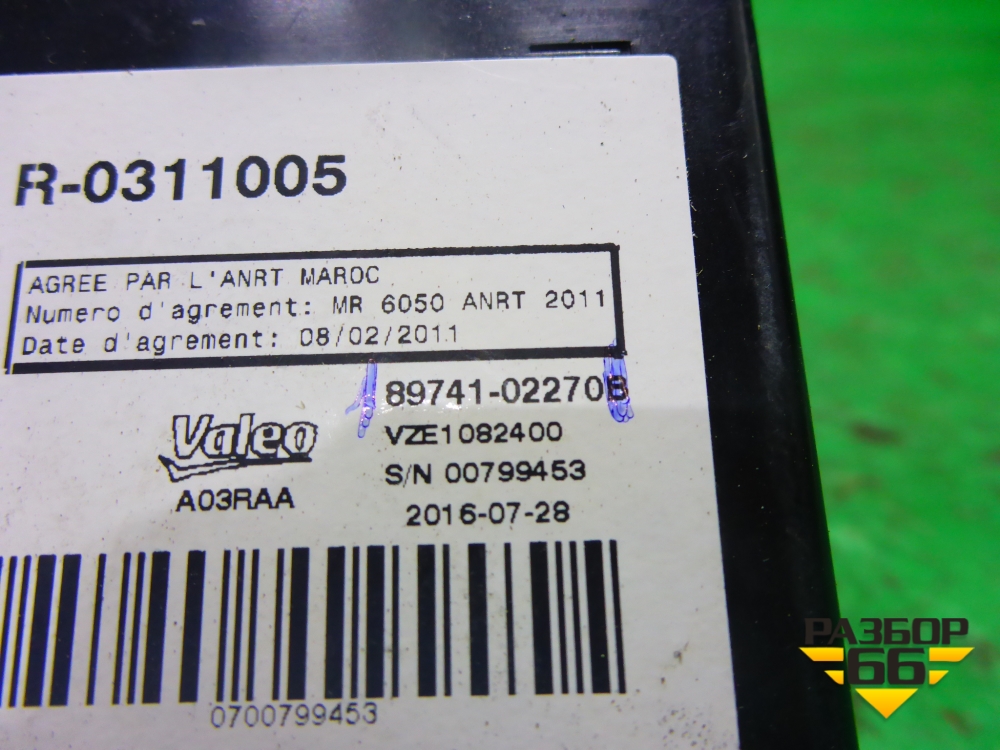 R-0311005
AGREE PAR L'ANRT MAROC
Numero d'agrement: MR 6050 ANRT 2011
Date d'agrement: 08/02/2011
89741-02270B
Valeo
VZE1082400
S/N 00799453
A03RAA
2016-07-28
0700799453
РАЗБОР
66